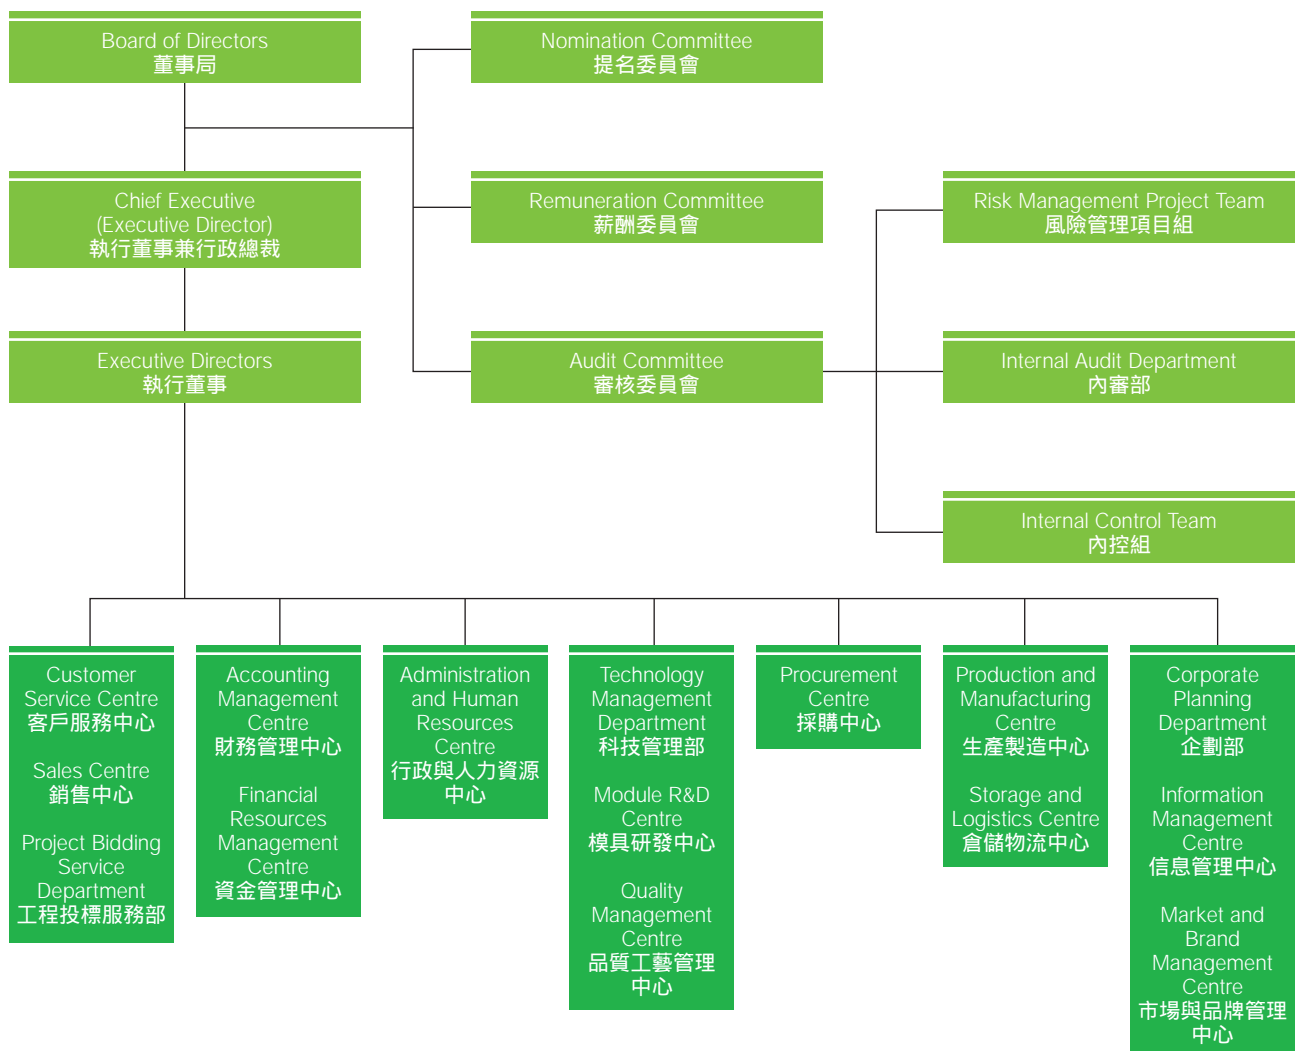 Board of Directors
董事局
Nomination Committee
提名委員會
Chief Executive
(Executive Director)
執行董事兼行政總裁
Remuneration Committee
薪酬委員會
Risk Management Project Team
風險管理項目組
Executive Directors
執行董事
Audit Committee
審核委員會
Internal Audit Department
內審部
Internal Control Team
內控組
Customer
Service Centre
客戶服務中心
Sales Centre
銷售中心
Project Bidding
Service
Department
工程投標服務部
Accounting
Management
Centre
財務管理中心
Financial
Resources
Management
Centre
資金管理中心
Administration
and Human
Resources
Centre
行政與人力資源
中心
Technology
Management
Department
科技管理部
Module R&D
Centre
模具研發中心
Quality
Management
Centre
品質工藝管理
中心
Procurement
Centre
採購中心
Production and
Manufacturing
Centre
生產製造中心
Storage and
Logistics Centre
倉儲物流中心
Corporate
Planning
Department
企劃部
Information
Management
Centre
信息管理中心
Market and
Brand
Management
Centre
市場與品牌管理
中心